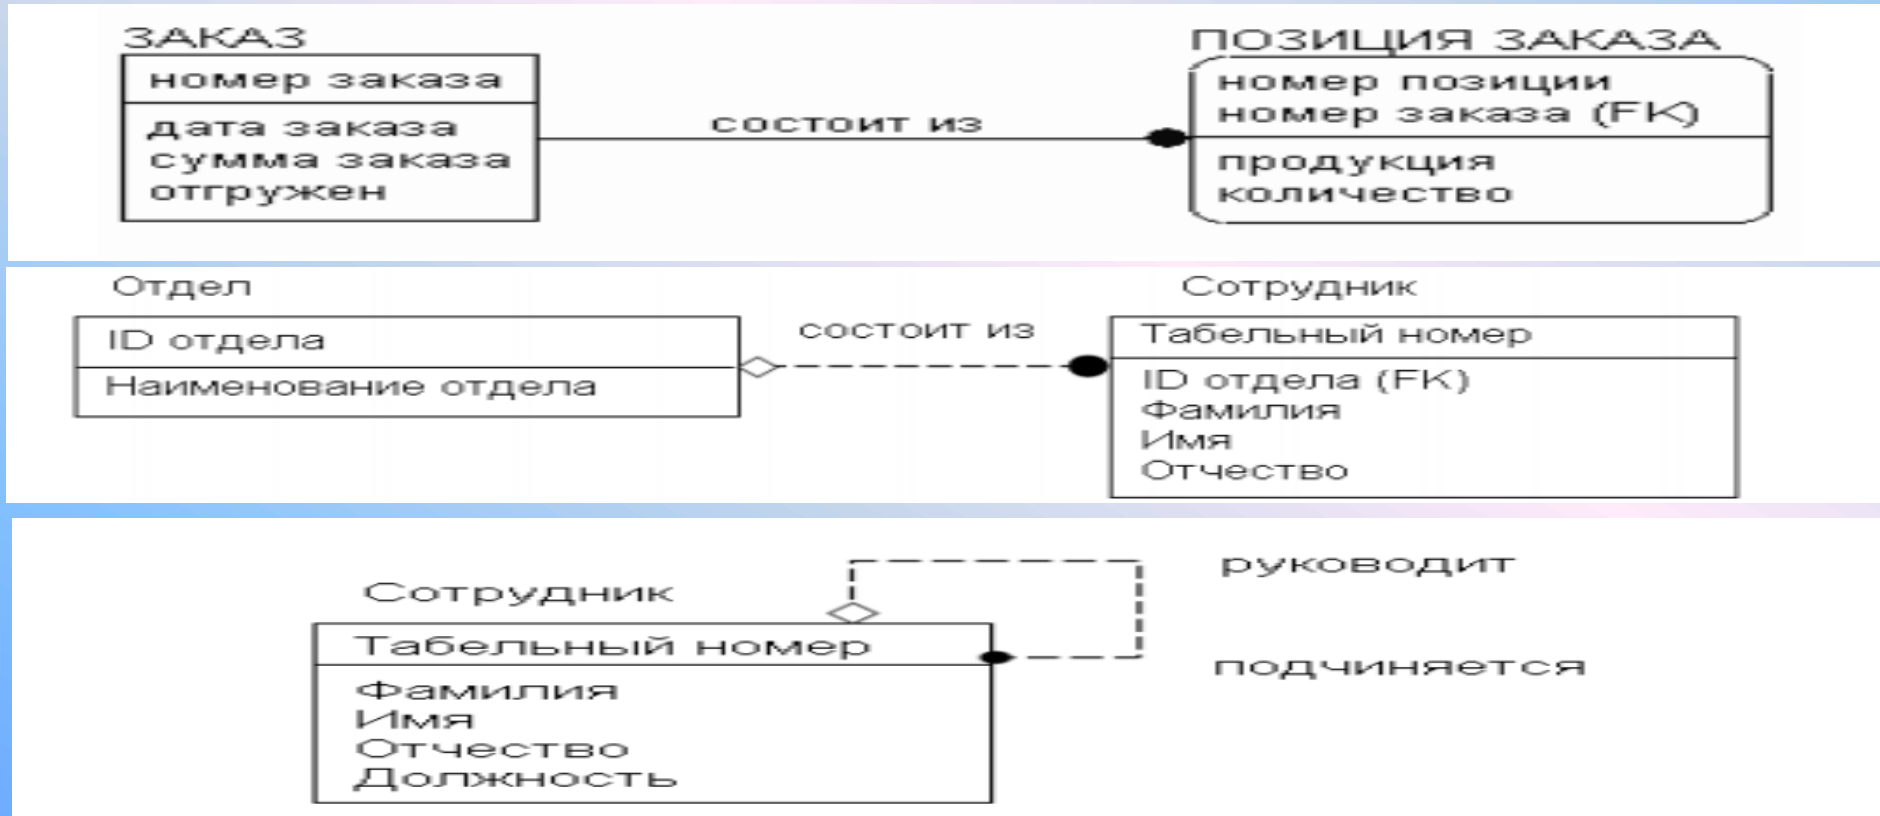 ЗАКАЗ
номер заказа
дата заказа
сумма заказа
отгружен
состоит из
ПОЗИЦИЯ ЗАКАЗА
номер позиции
номер заказа (FK)
продукция
количество
Отдел
ID отдела
Наименование отдела
состоит из
Сотрудник
Табельный номер
ID отдела (FK)
Фамилия
Имя
Отчество
Сотрудник
Табельный номер
Фамилия
Имя
Отчество
Должность
руководит
подчиняется